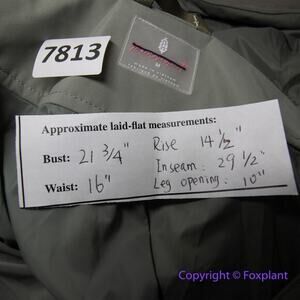 7813
M
Approximate laid-flat measurements:
Bust: 21 3/4" Rise 14 1/2"
Inseam: 29 1/2"
Waist: 16" Leg opening: 10"
Copyright © Foxplant